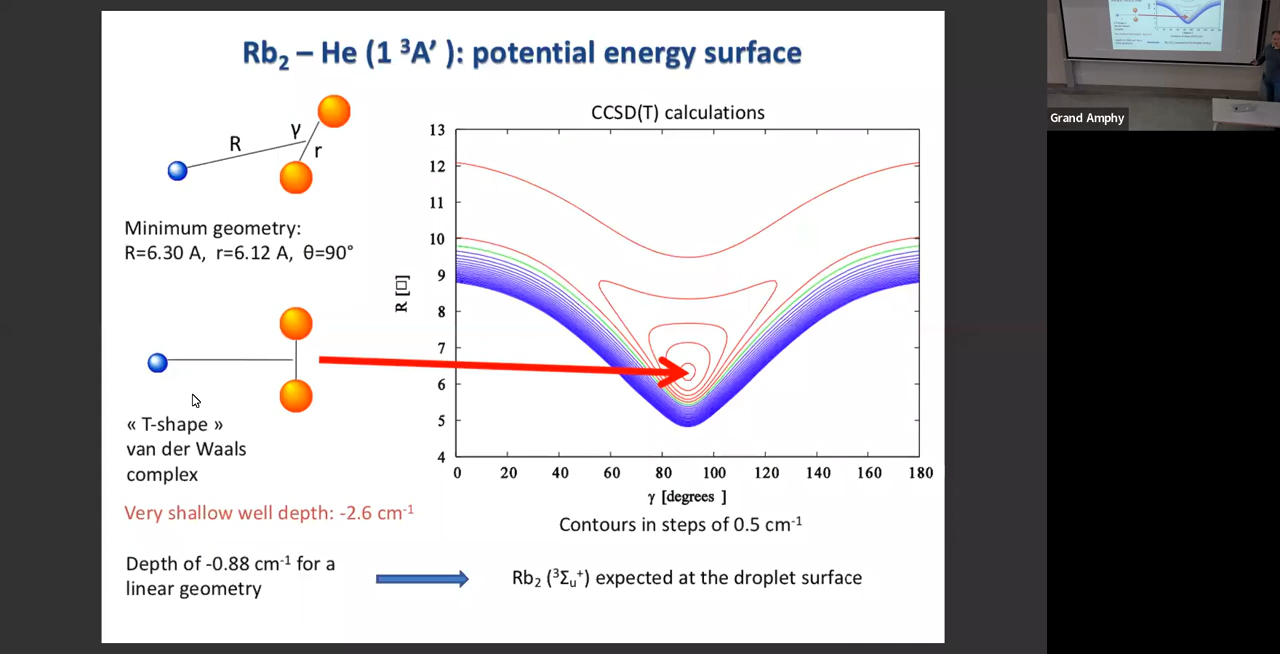 Rb₂ – He (1 ³A′ ): potential energy surface
γ
R
r
Minimum geometry:
R=6.30 A, r=6.12 A, θ=90°
« T-shape »
van der Waals
complex
Very shallow well depth: -2.6 cm⁻¹
Depth of -0.88 cm⁻¹ for a
linear geometry
CCSD(T) calculations
13
12
11
10
9
8
7
6
5
4
R [□]
0 20 40 60 80 100 120 140 160 180
γ [degrees ]
Contours in steps of 0.5 cm⁻¹
Rb₂ (³Σᵤ⁺) expected at the droplet surface
Grand Amphy